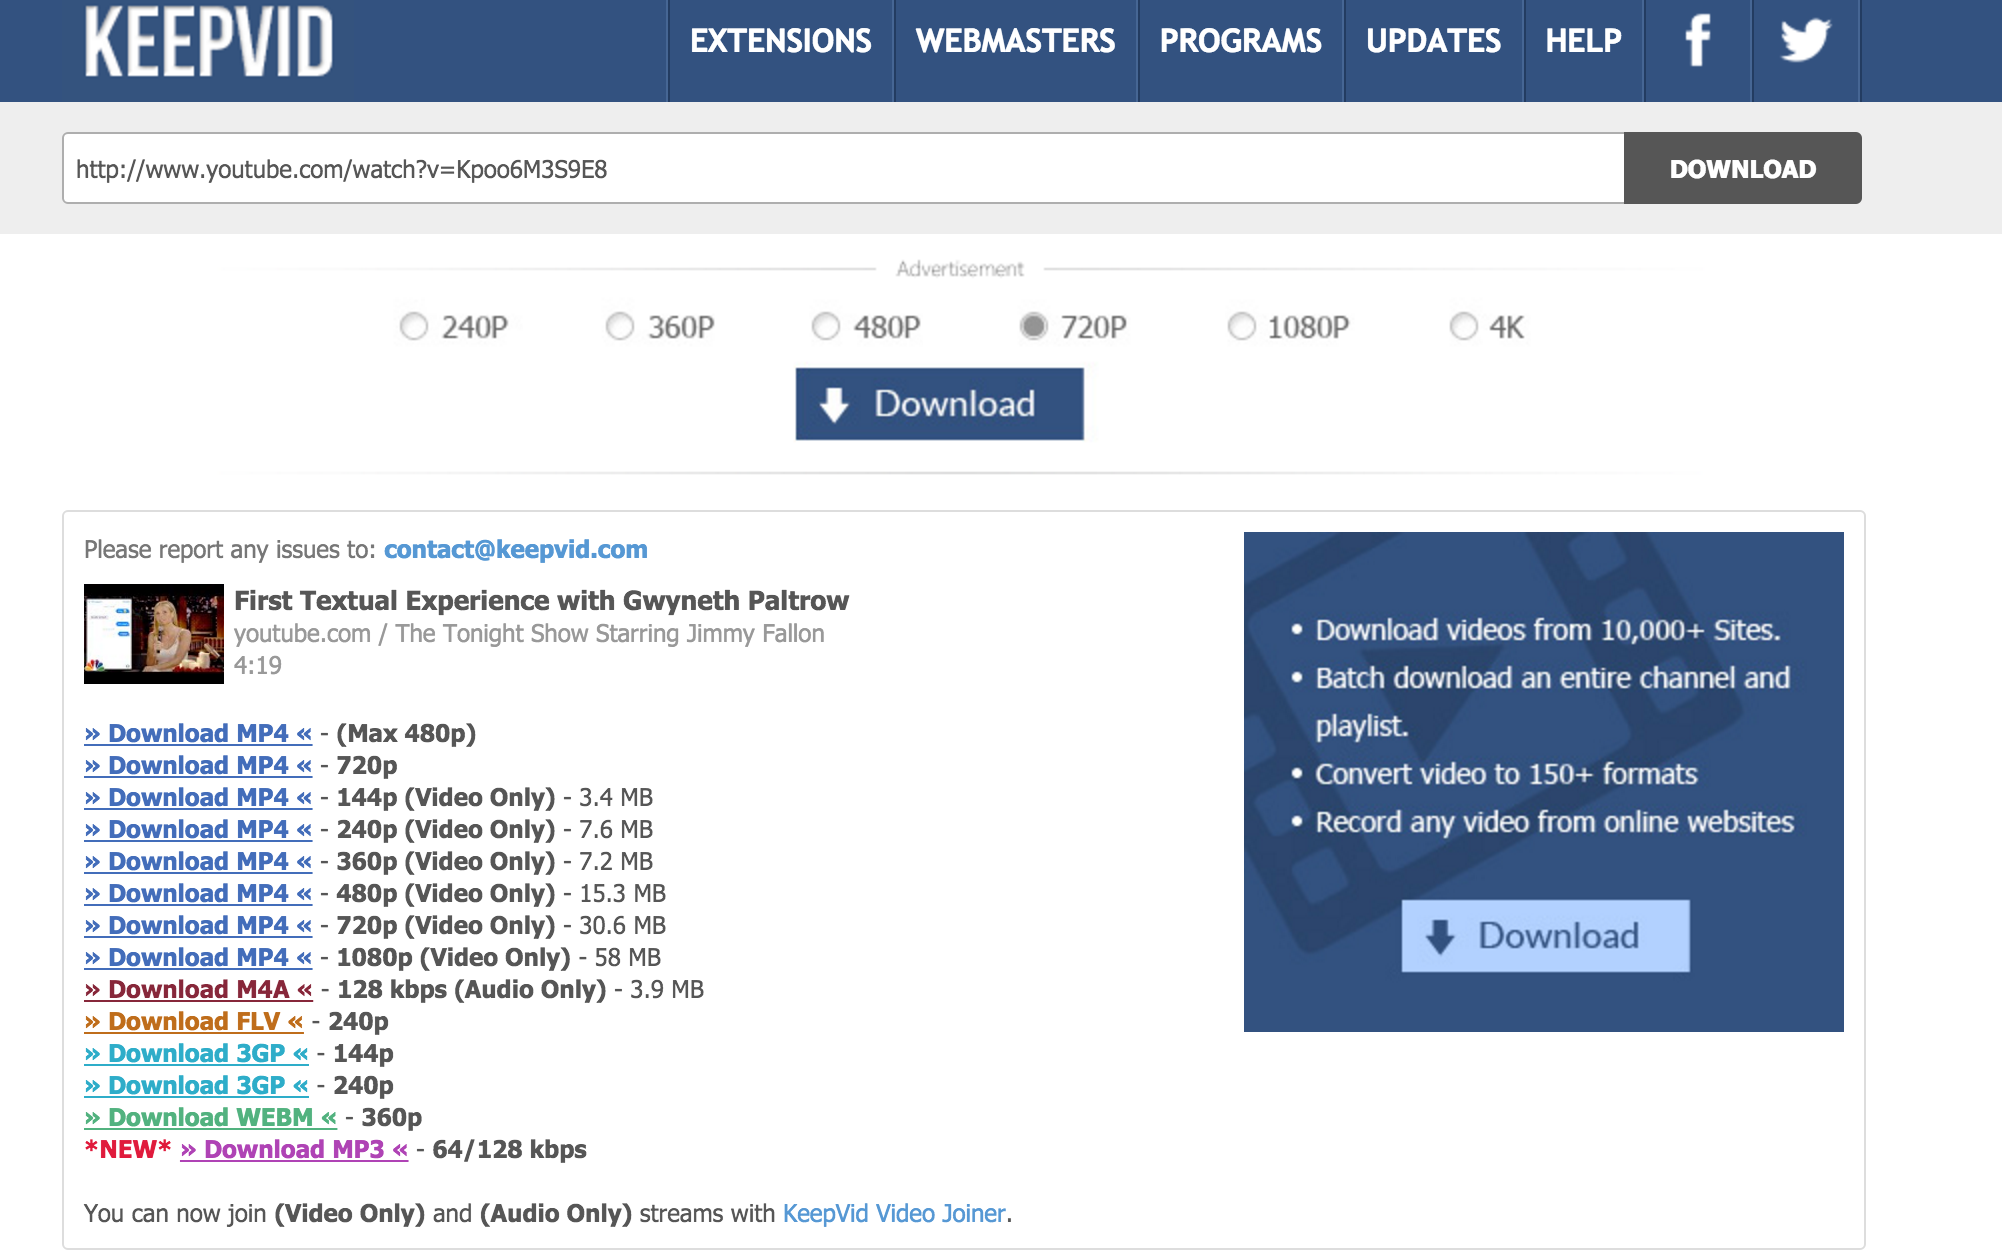 KEEPVID
EXTENSIONS WEBMASTERS PROGRAMS UPDATES HELP
http://www.youtube.com/watch?v=Kpoo6M3S9E8 DOWNLOAD
Advertisement
240P 360P 480P 720P 1080P 4K
Download
Please report any issues to: contact@keepvid.com
First Textual Experience with Gwyneth Paltrow
youtube.com / The Tonight Show Starring Jimmy Fallon
4:19
» Download MP4 « - (Max 480p)
» Download MP4 « - 720p
» Download MP4 « - 144p (Video Only) - 3.4 MB
» Download MP4 « - 240p (Video Only) - 7.6 MB
» Download MP4 « - 360p (Video Only) - 7.2 MB
» Download MP4 « - 480p (Video Only) - 15.3 MB
» Download MP4 « - 720p (Video Only) - 30.6 MB
» Download MP4 « - 1080p (Video Only) - 58 MB
» Download M4A « - 128 kbps (Audio Only) - 3.9 MB
» Download FLV « - 240p
» Download 3GP « - 144p
» Download 3GP « - 240p
» Download WEBM « - 360p
*NEW* » Download MP3 « - 64/128 kbps
You can now join (Video Only) and (Audio Only) streams with KeepVid Video Joiner.
• Download videos from 10,000+ Sites.
• Batch download an entire channel and
playlist.
• Convert video to 150+ formats
• Record any video from online websites
Download